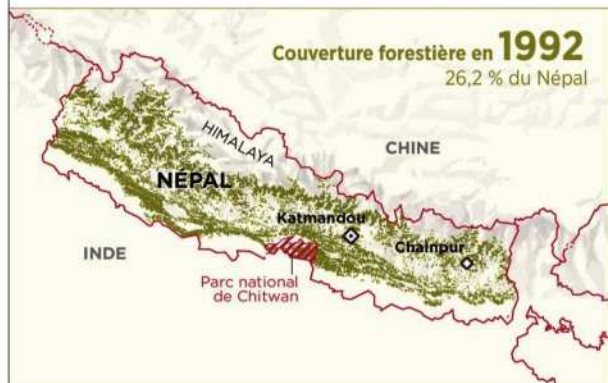 Couverture forestière en 1992
26,2 % du Népal
HIMALAYA
CHINE
NÉPAL
Katmandou
Chainpur
INDE
Parc national
de Chitwan